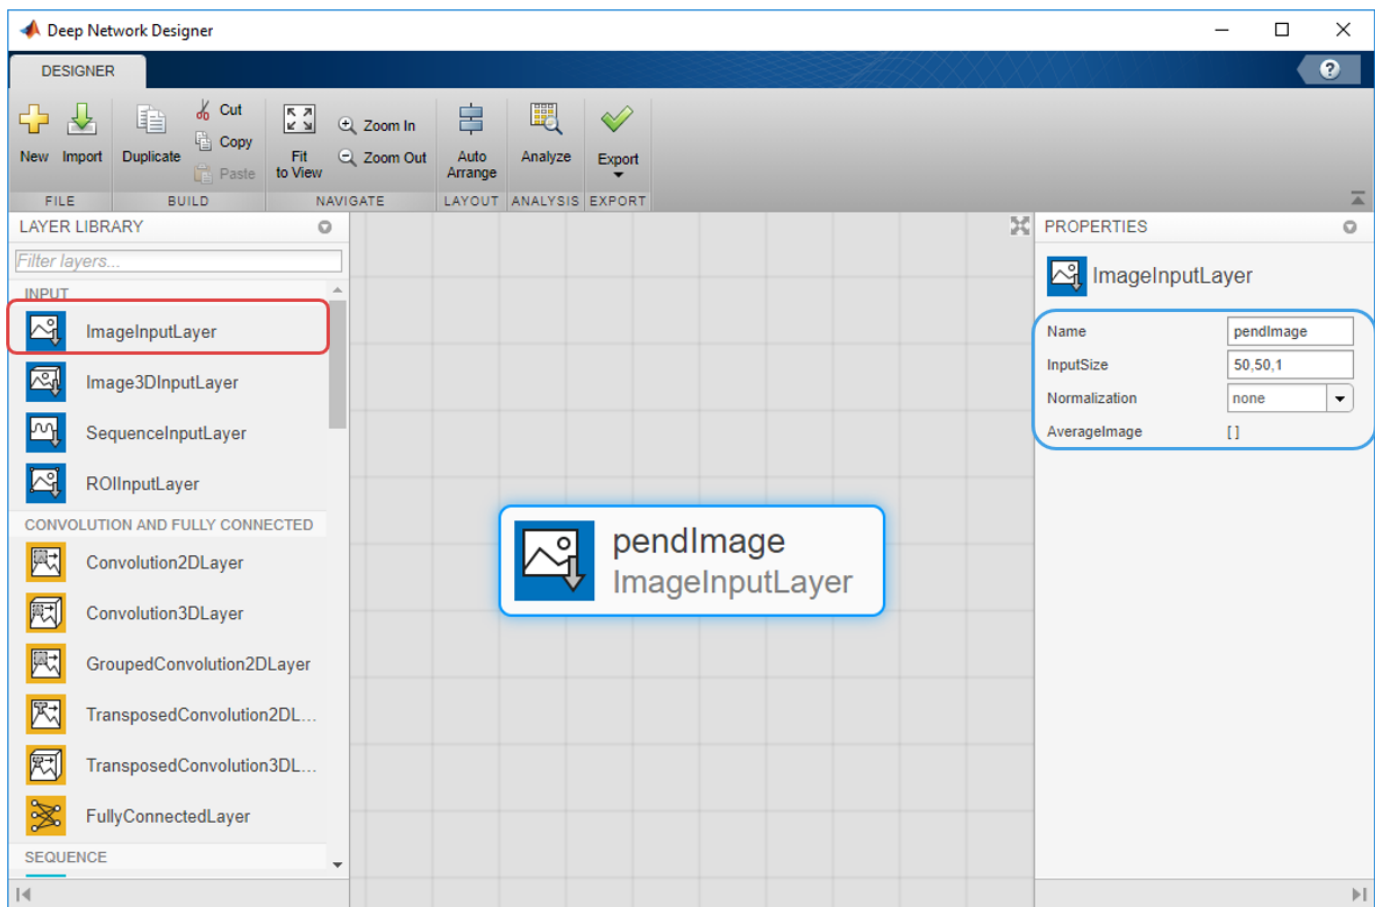 Deep Network Designer
DESIGNER
?
New
Import
Duplicate
Cut
Copy
Paste
Fit
to View
Zoom In
Zoom Out
Auto
Arrange
Analyze
Export
FILE
BUILD
NAVIGATE
LAYOUT
ANALYSIS
EXPORT
LAYER LIBRARY
Filter layers...
INPUT
ImageInputLayer
Image3DInputLayer
SequenceInputLayer
ROIInputLayer
CONVOLUTION AND FULLY CONNECTED
Convolution2DLayer
Convolution3DLayer
GroupedConvolution2DLayer
TransposedConvolution2DL...
TransposedConvolution3DL...
FullyConnectedLayer
SEQUENCE
pendImage
ImageInputLayer
PROPERTIES
ImageInputLayer
Name pendImage
InputSize 50,50,1
Normalization none
AverageImage []